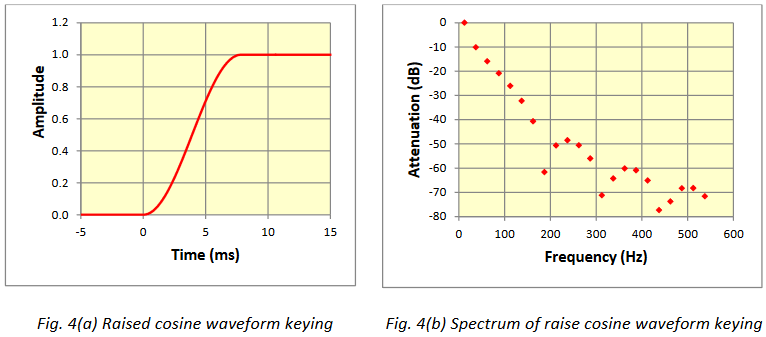 1.2
1.0
0.8
0.6
0.4
0.2
0.0
Amplitude
-5 0 5 10 15
Time (ms)
0
-10
-20
-30
-40
-50
-60
-70
-80
Attenuation (dB)
0 100 200 300 400 500 600
Frequency (Hz)
Fig. 4(a) Raised cosine waveform keying
Fig. 4(b) Spectrum of raise cosine waveform keying